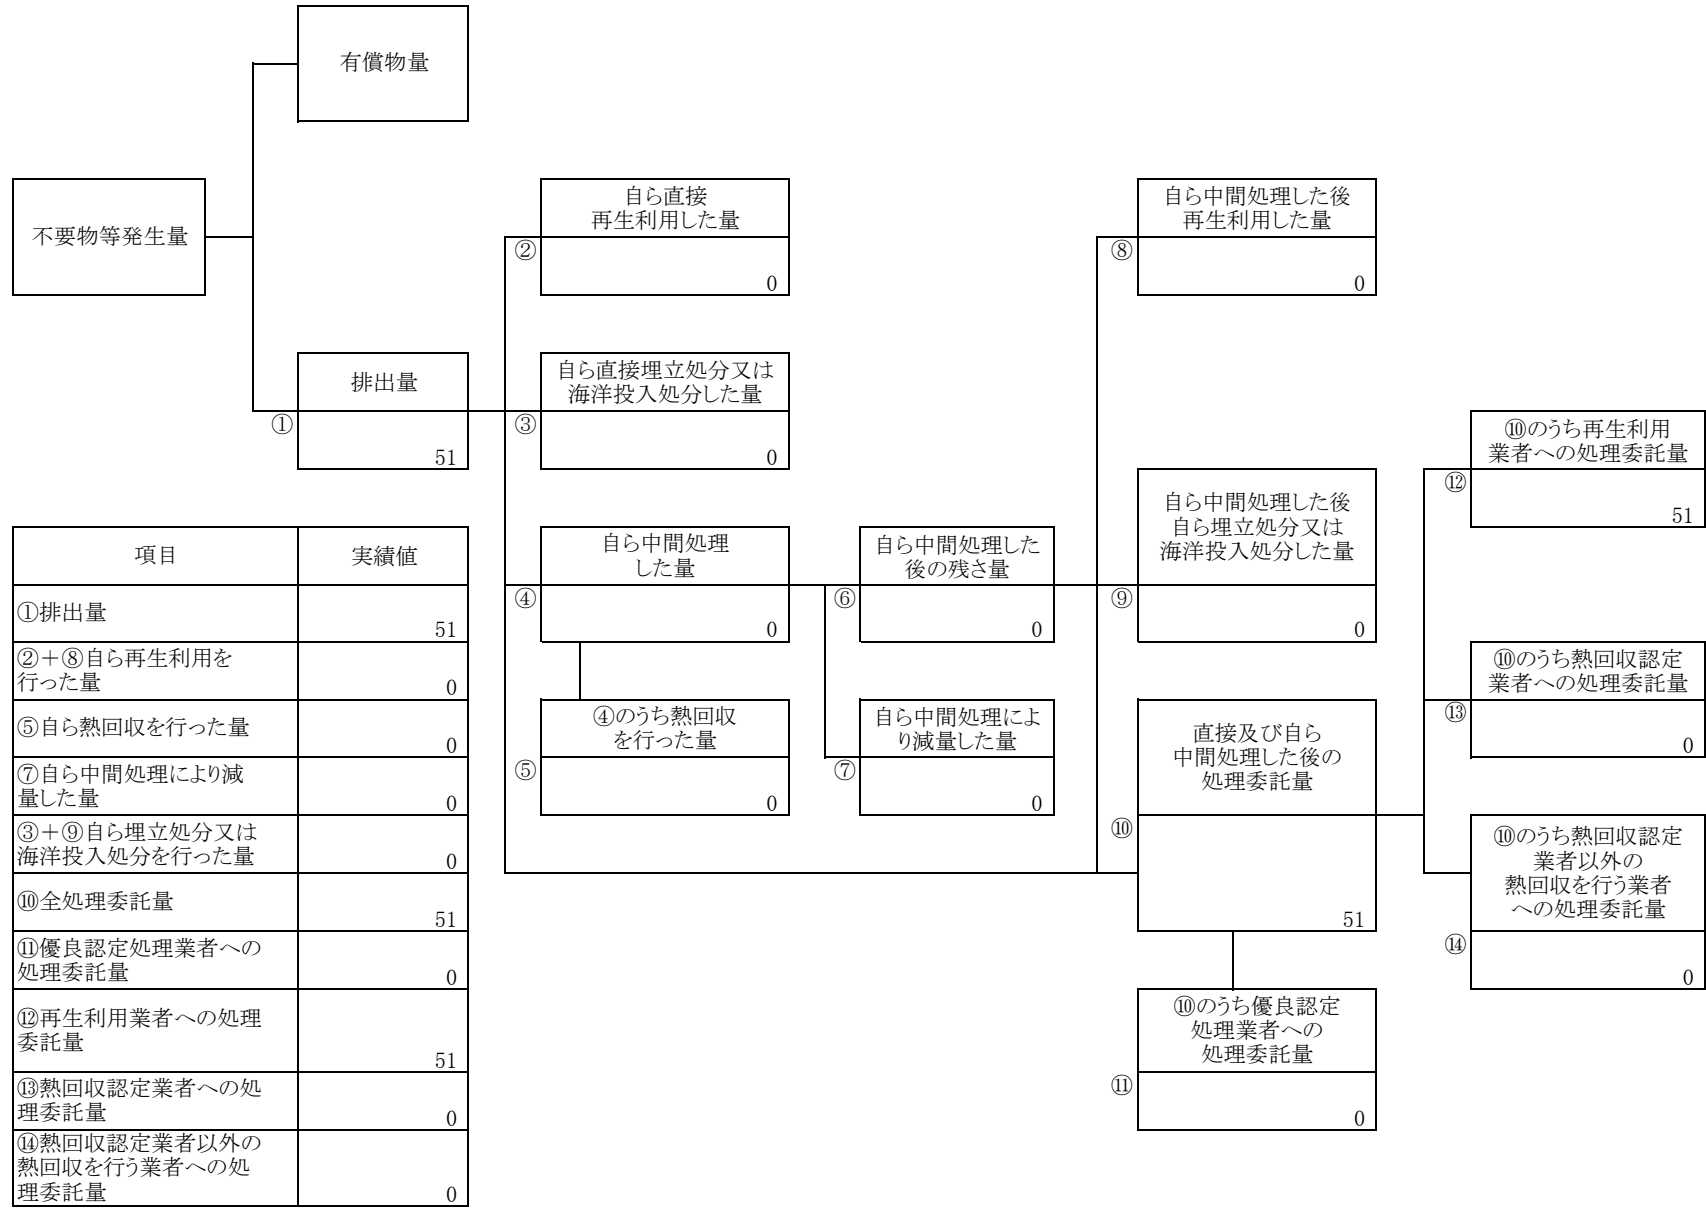 有償物量
不要物等発生量
自ら直接
再生利用した量
②
0
自ら中間処理した後
再生利用した量
⑧
0
排出量
①
51
自ら直接埋立処分又は
海洋投入処分した量
③
0
⑩のうち再生利用
業者への処理委託量
⑫
51
自ら中間処理
した量
④
0
自ら中間処理した
後の残さ量
⑥
0
自ら中間処理した後
自ら埋立処分又は
海洋投入処分した量
⑨
0
⑩のうち熱回収認定
業者への処理委託量
⑬
0
④のうち熱回収
を行った量
⑤
0
自ら中間処理によ
り減量した量
⑦
0
直接及び自ら
中間処理した後の
処理委託量
⑩
51
⑩のうち熱回収認定
業者以外の
熱回収を行う業者
への処理委託量
⑭
0
⑩のうち優良認定
処理業者への
処理委託量
⑪
0
項目 実績値
①排出量
51
②＋⑧自ら再生利用を
行った量
0
⑤自ら熱回収を行った量
0
⑦自ら中間処理により減
量した量
0
③＋⑨自ら埋立処分又は
海洋投入処分を行った量
0
⑩全処理委託量
51
⑪優良認定処理業者への
処理委託量
0
⑫再生利用業者への処理
委託量
51
⑬熱回収認定業者への処
理委託量
0
⑭熱回収認定業者以外の
熱回収を行う業者への処
理委託量
0